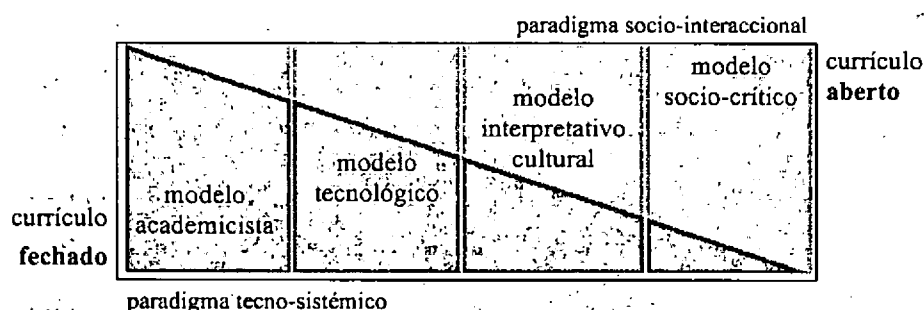 paradigma socio-interaccional
modelo
socio-crítico
currículo
aberto
modelo
interpretativo
cultural
modelo
tecnológico
modelo
academicista
currículo
fechado
paradigma tecno-sistémico